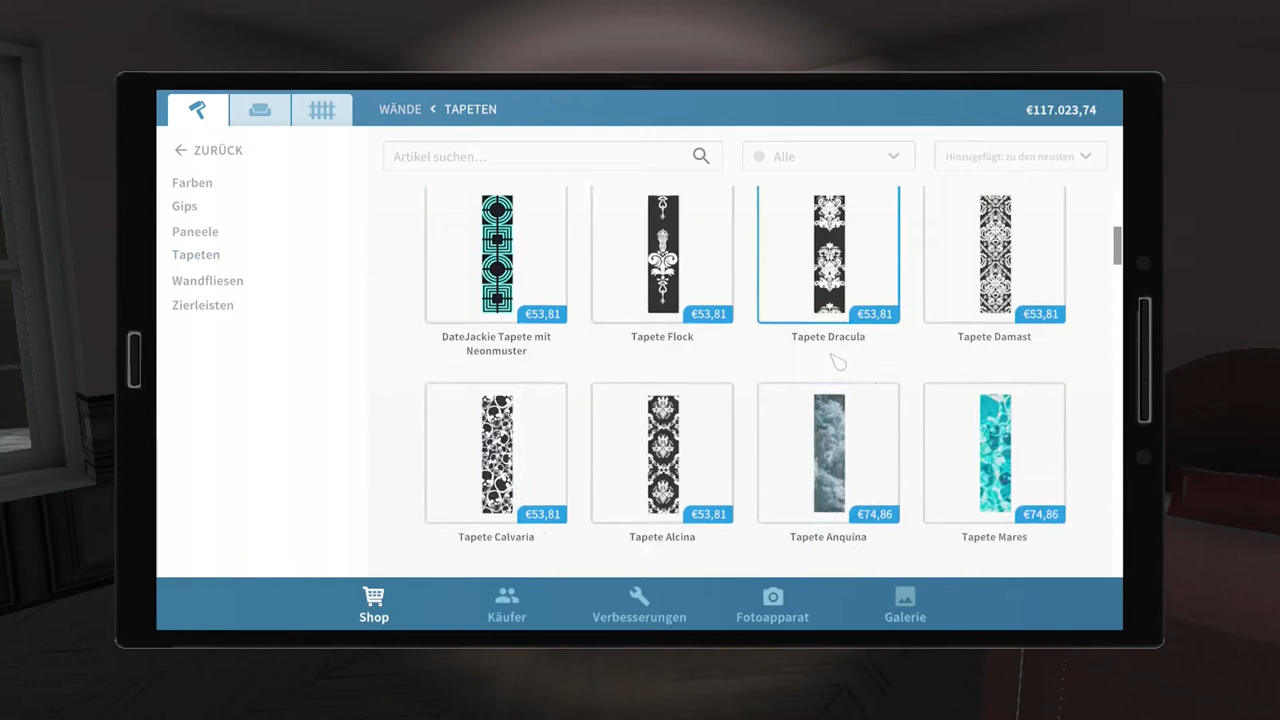 WÄNDE < TAPETEN
€117.023,74
ZURÜCK
Farben
Gips
Paneele
Tapeten
Wandfliesen
Zierleisten
Artikel suchen...
Alle
Hinzugefügt: zu den neusten
€53,81
€53,81
€53,81
€53,81
DateJackie Tapete mit
Neonmuster
Tapete Flock
Tapete Dracula
Tapete Damast
€53,81
€53,81
€74,86
€74,86
Tapete Calvaria
Tapete Alcina
Tapete Anquina
Tapete Mares
Shop
Käufer
Verbesserungen
Fotoapparat
Galerie